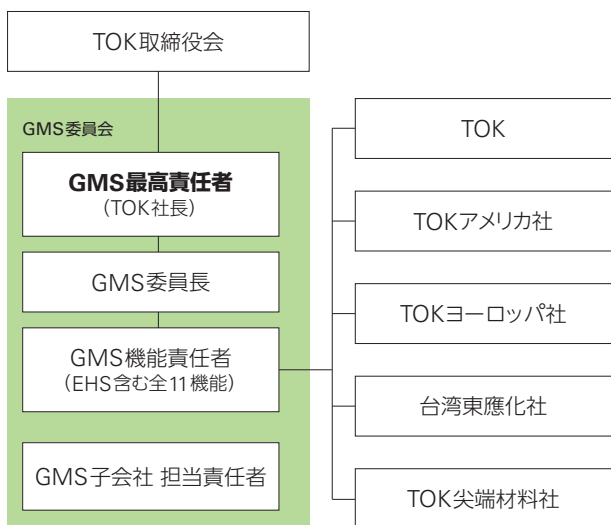 TOK取締役会
GMS委員会
GMS最高責任者
（TOK社長）
GMS委員長
GMS機能責任者
（EHS含む全11機能）
GMS子会社 担当責任者
TOK
TOKアメリカ社
TOKヨーロッパ社
台湾東應化社
TOK尖端材料社